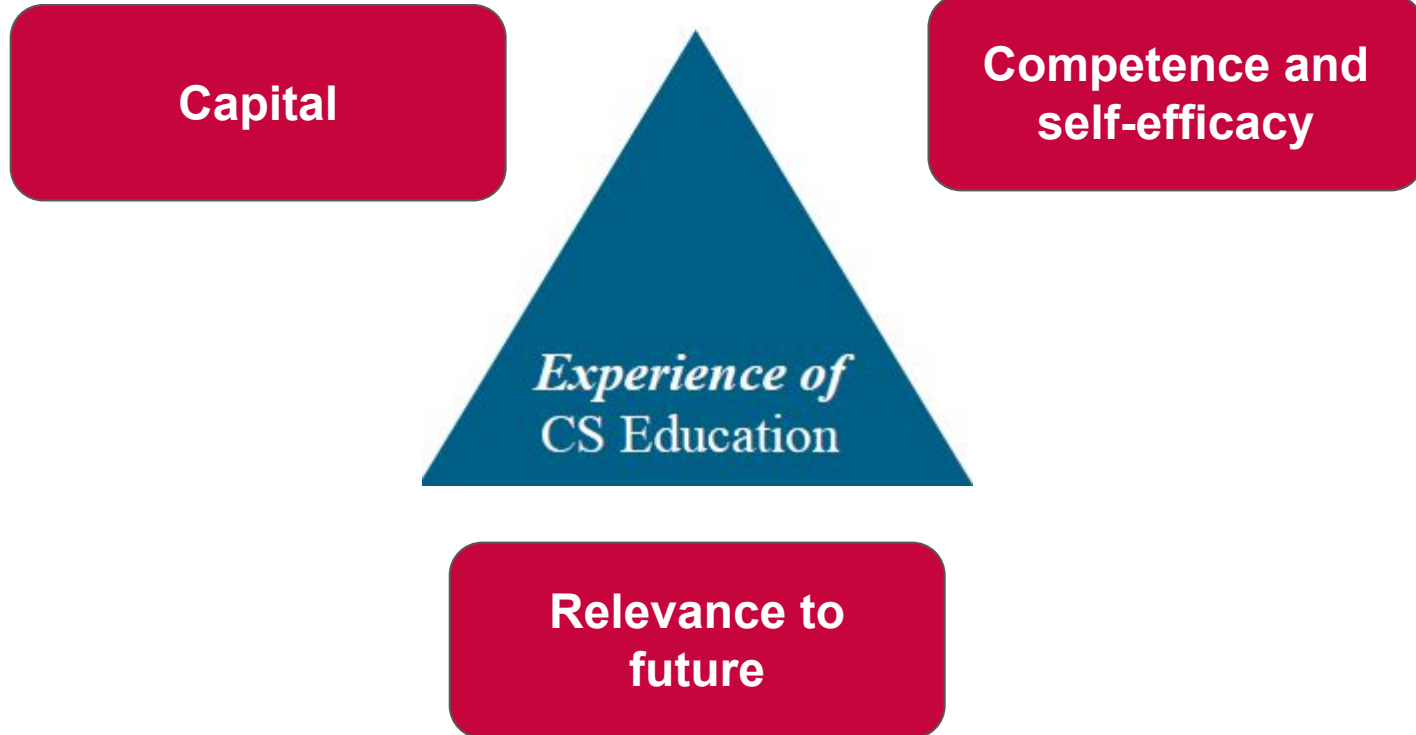 Capital
Competence and
self-efficacy
Experience of
CS Education
Relevance to
future